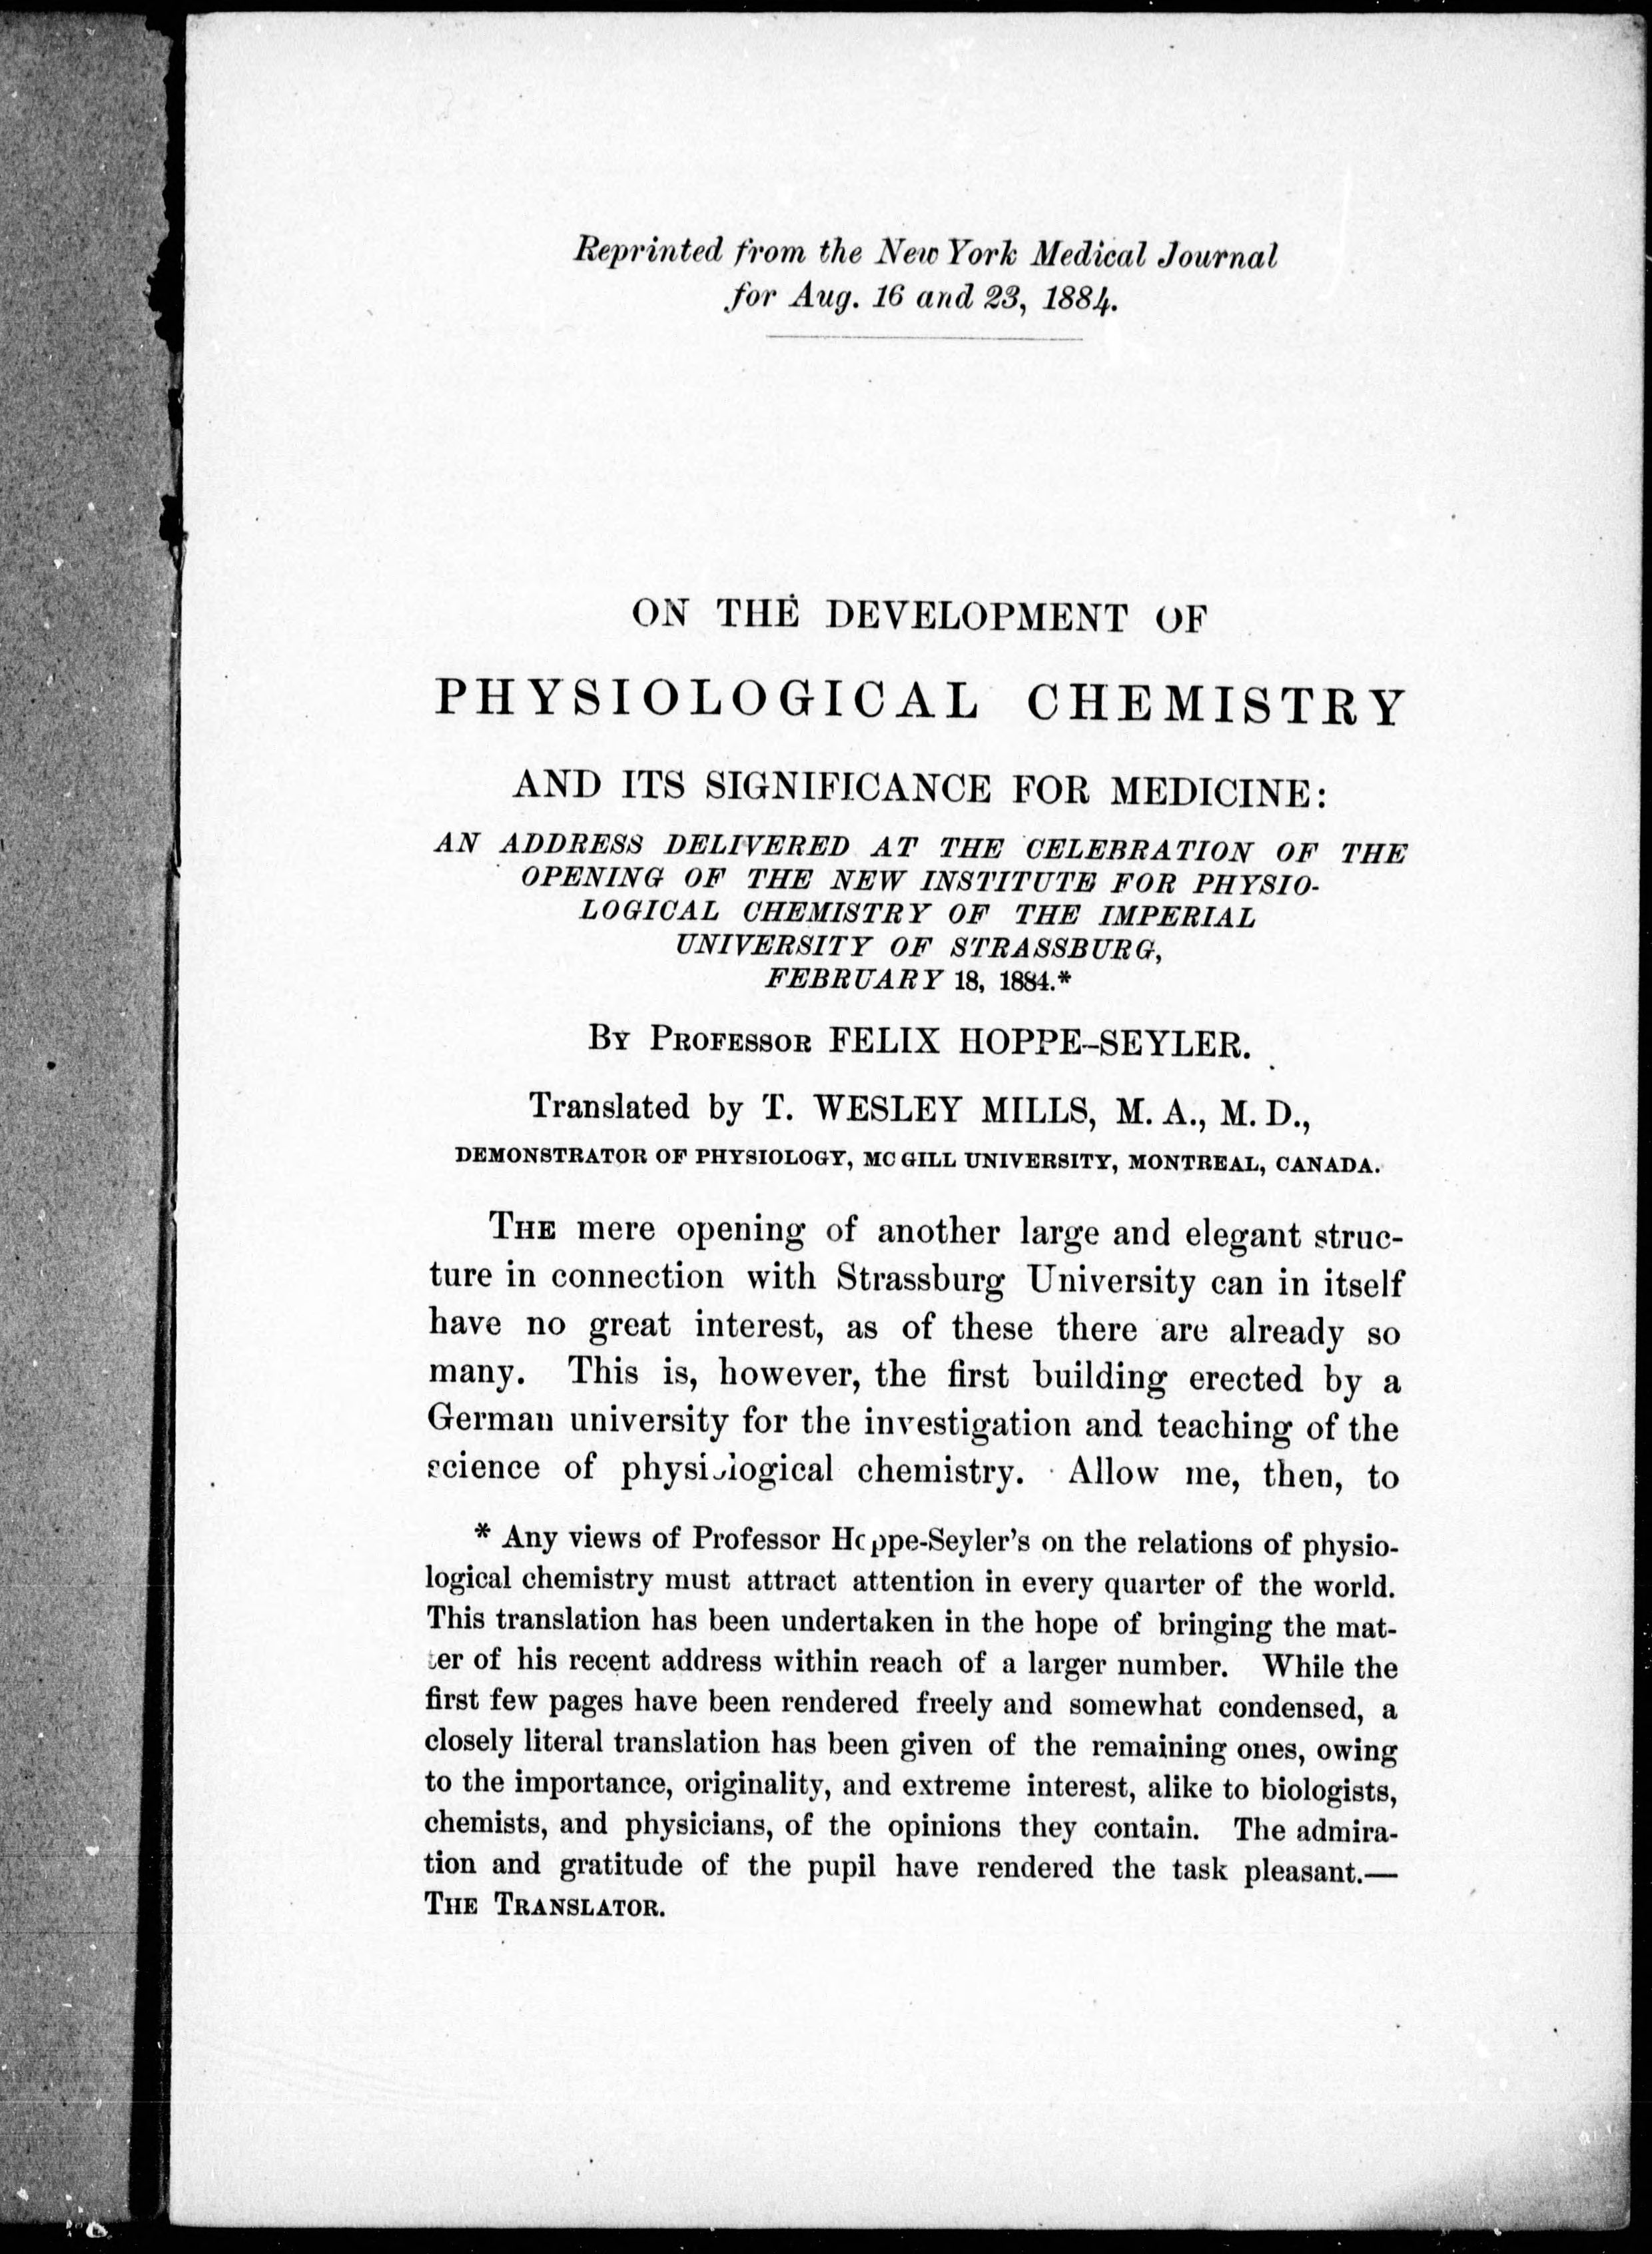 Reprinted from the New York Medical Journal
for Aug. 16 and 23, 1884.
ON THE DEVELOPMENT OF
PHYSIOLOGICAL CHEMISTRY
AND ITS SIGNIFICANCE FOR MEDICINE:
AN ADDRESS DELIVERED AT THE CELEBRATION OF THE
OPENING OF THE NEW INSTITUTE FOR PHYSIO-
LOGICAL CHEMISTRY OF THE IMPERIAL
UNIVERSITY OF STRASSBURG,
FEBRUARY 18, 1884.*
BY PROFESSOR FELIX HOPPE-SEYLER.
Translated by T. WESLEY MILLS, M. A., M. D.,
DEMONSTRATOR OF PHYSIOLOGY, MC GILL UNIVERSITY, MONTREAL, CANADA.
THE mere opening of another large and elegant struc-
ture in connection with Strassburg University can in itself
have no great interest, as of these there are already so
many. This is, however, the first building erected by a
German university for the investigation and teaching of the
science of physiological chemistry. Allow me, then, to
* Any views of Professor Hoppe-Seyler's on the relations of physio-
logical chemistry must attract attention in every quarter of the world.
This translation has been undertaken in the hope of bringing the mat-
ter of his recent address within reach of a larger number. While the
first few pages have been rendered freely and somewhat condensed, a
closely literal translation has been given of the remaining ones, owing
to the importance, originality, and extreme interest, alike to biologists,
chemists, and physicians, of the opinions they contain. The admira-
tion and gratitude of the pupil have rendered the task pleasant.—
THE TRANSLATOR.